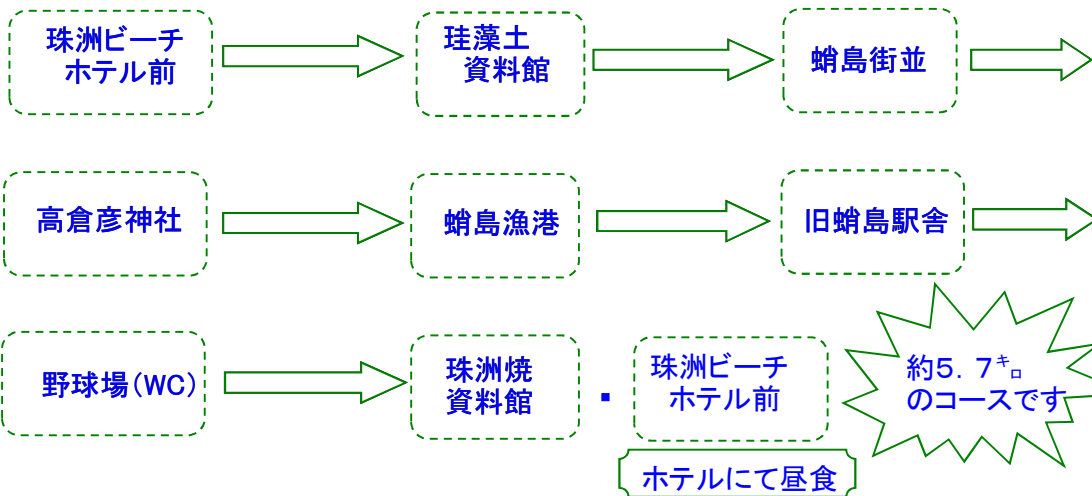 珠洲ビーチ
ホテル前
珪藻土
資料館
蛸島街並
高倉彦神社
蛸島漁港
旧蛸島駅舎
野球場(WC)
珠洲焼
資料館
・
珠洲ビーチ
ホテル前
約5.7㌔
のコースです
ホテルにて昼食